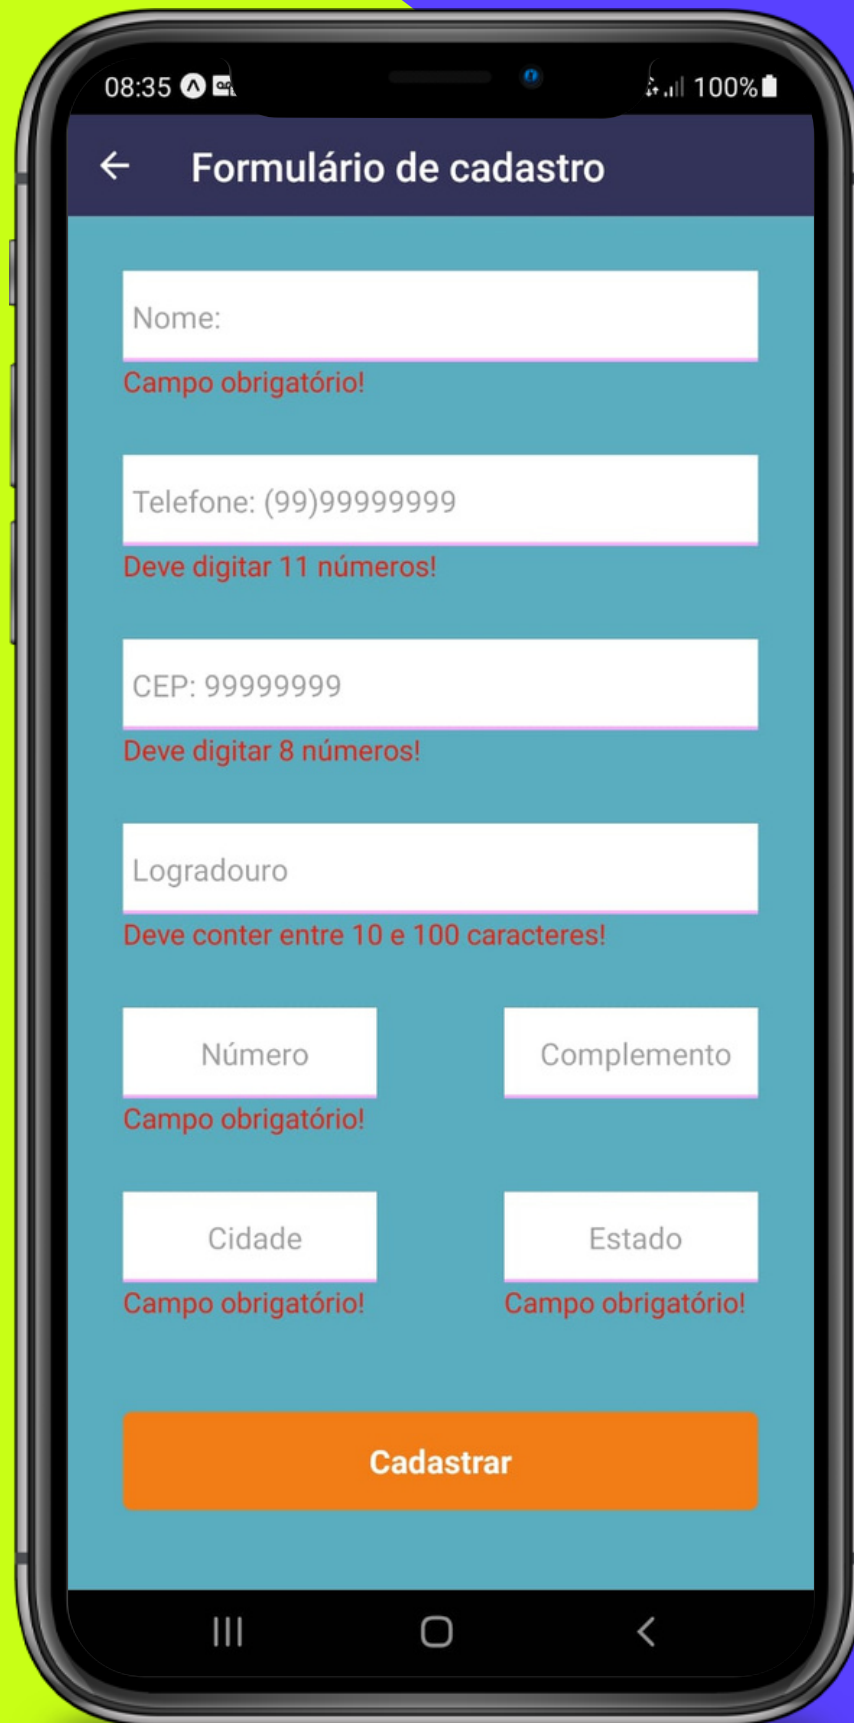 08:35
100%
Formulário de cadastro
Nome:
Campo obrigatório!
Telefone: (99)99999999
Deve digitar 11 números!
CEP: 99999999
Deve digitar 8 números!
Logradouro
Deve conter entre 10 e 100 caracteres!
Número Complemento
Campo obrigatório!
Cidade Estado
Campo obrigatório! Campo obrigatório!
Cadastrar